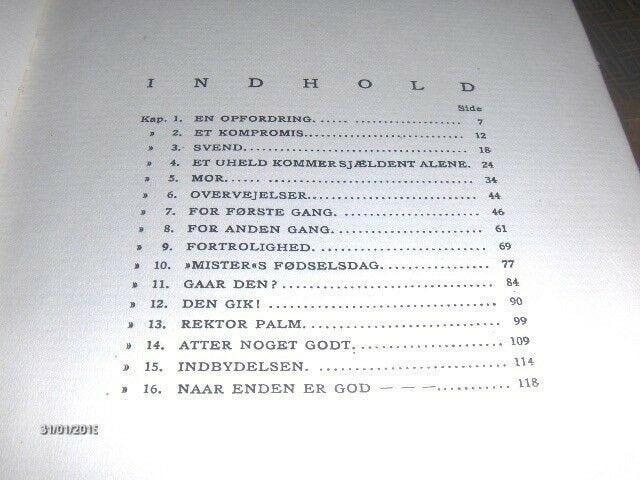 INDHOLD
Side
Kap. 1. EN OPFORDRING. ..... ............ 7
» 2. ET KOMPROMIS........................ 12
» 3. SVEND. ............................... 18
» 4. ET UHELD KOMMER SJÆLDENT ALENE. 24
» 5. MOR. .... ............................. 34
» 6. OVERVEJELSER......................... 44
» 7. FOR FØRSTE GANG. .................... 46
» 8. FOR ANDEN GANG. .................... 61
» 9. FORTROLIGHED. ....................... 69
» 10. »MISTER«S FØDSELSDAG. .............. 77
» 11. GAAR DEN? ........................... 84
» 12. DEN GIK! ............................. 90
» 13. REKTOR PALM. ........................ 99
» 14. ATTER NOGET GODT. .................. 109
» 15. INDBYDELSEN. ........................ 114
» 16. NAAR ENDEN ER GOD — — —............ 118
31/01/2015